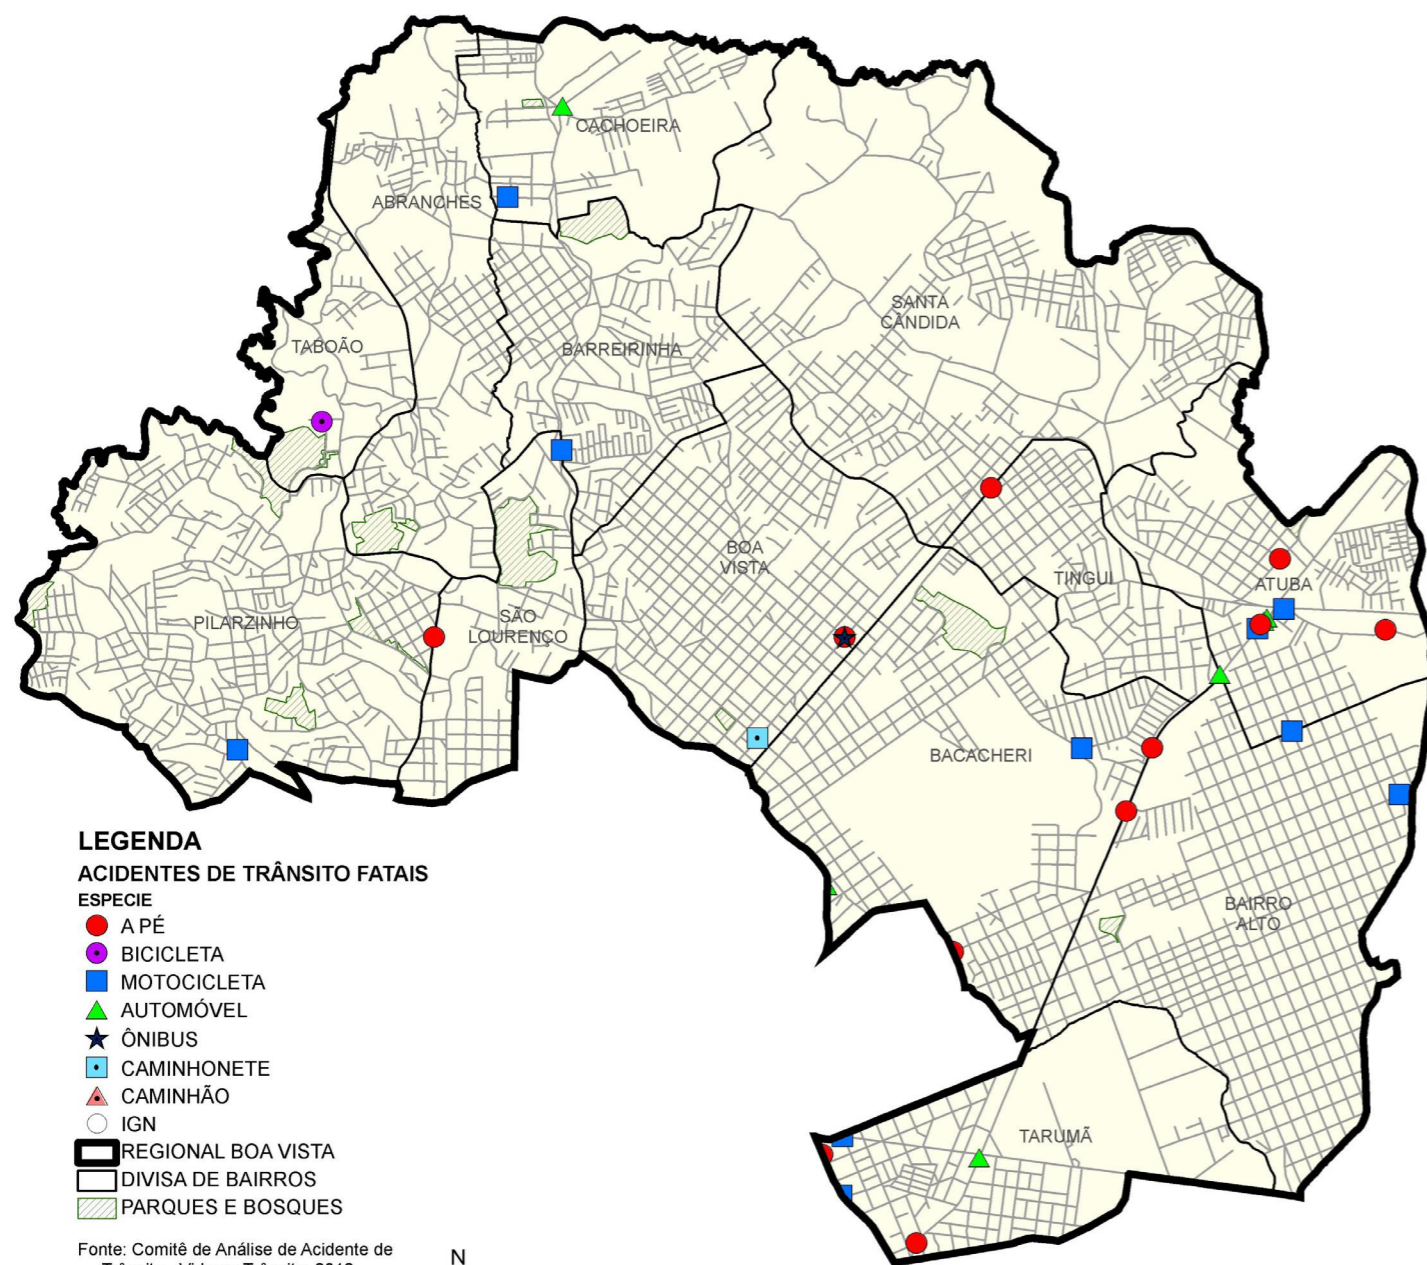 CACHOEIRA
ABRANCHES
SANTA
CÂNDIDA
TABOÃO
BARREIRINHA
BOA
VISTA
TINGUI
ATUBA
PILARZINHO
SÃO
LOURENÇO
BACACHERI
BAIRRO
ALTO
TARUMÃ
LEGENDA
ACIDENTES DE TRÂNSITO FATAIS
ESPECIE
A PÉ
BICICLETA
MOTOCICLETA
AUTOMÓVEL
ÔNIBUS
CAMINHONETE
CAMINHÃO
IGN
REGIONAL BOA VISTA
DIVISA DE BAIRROS
PARQUES E BOSQUES
Fonte: Comitê de Análise de Acidente de
N